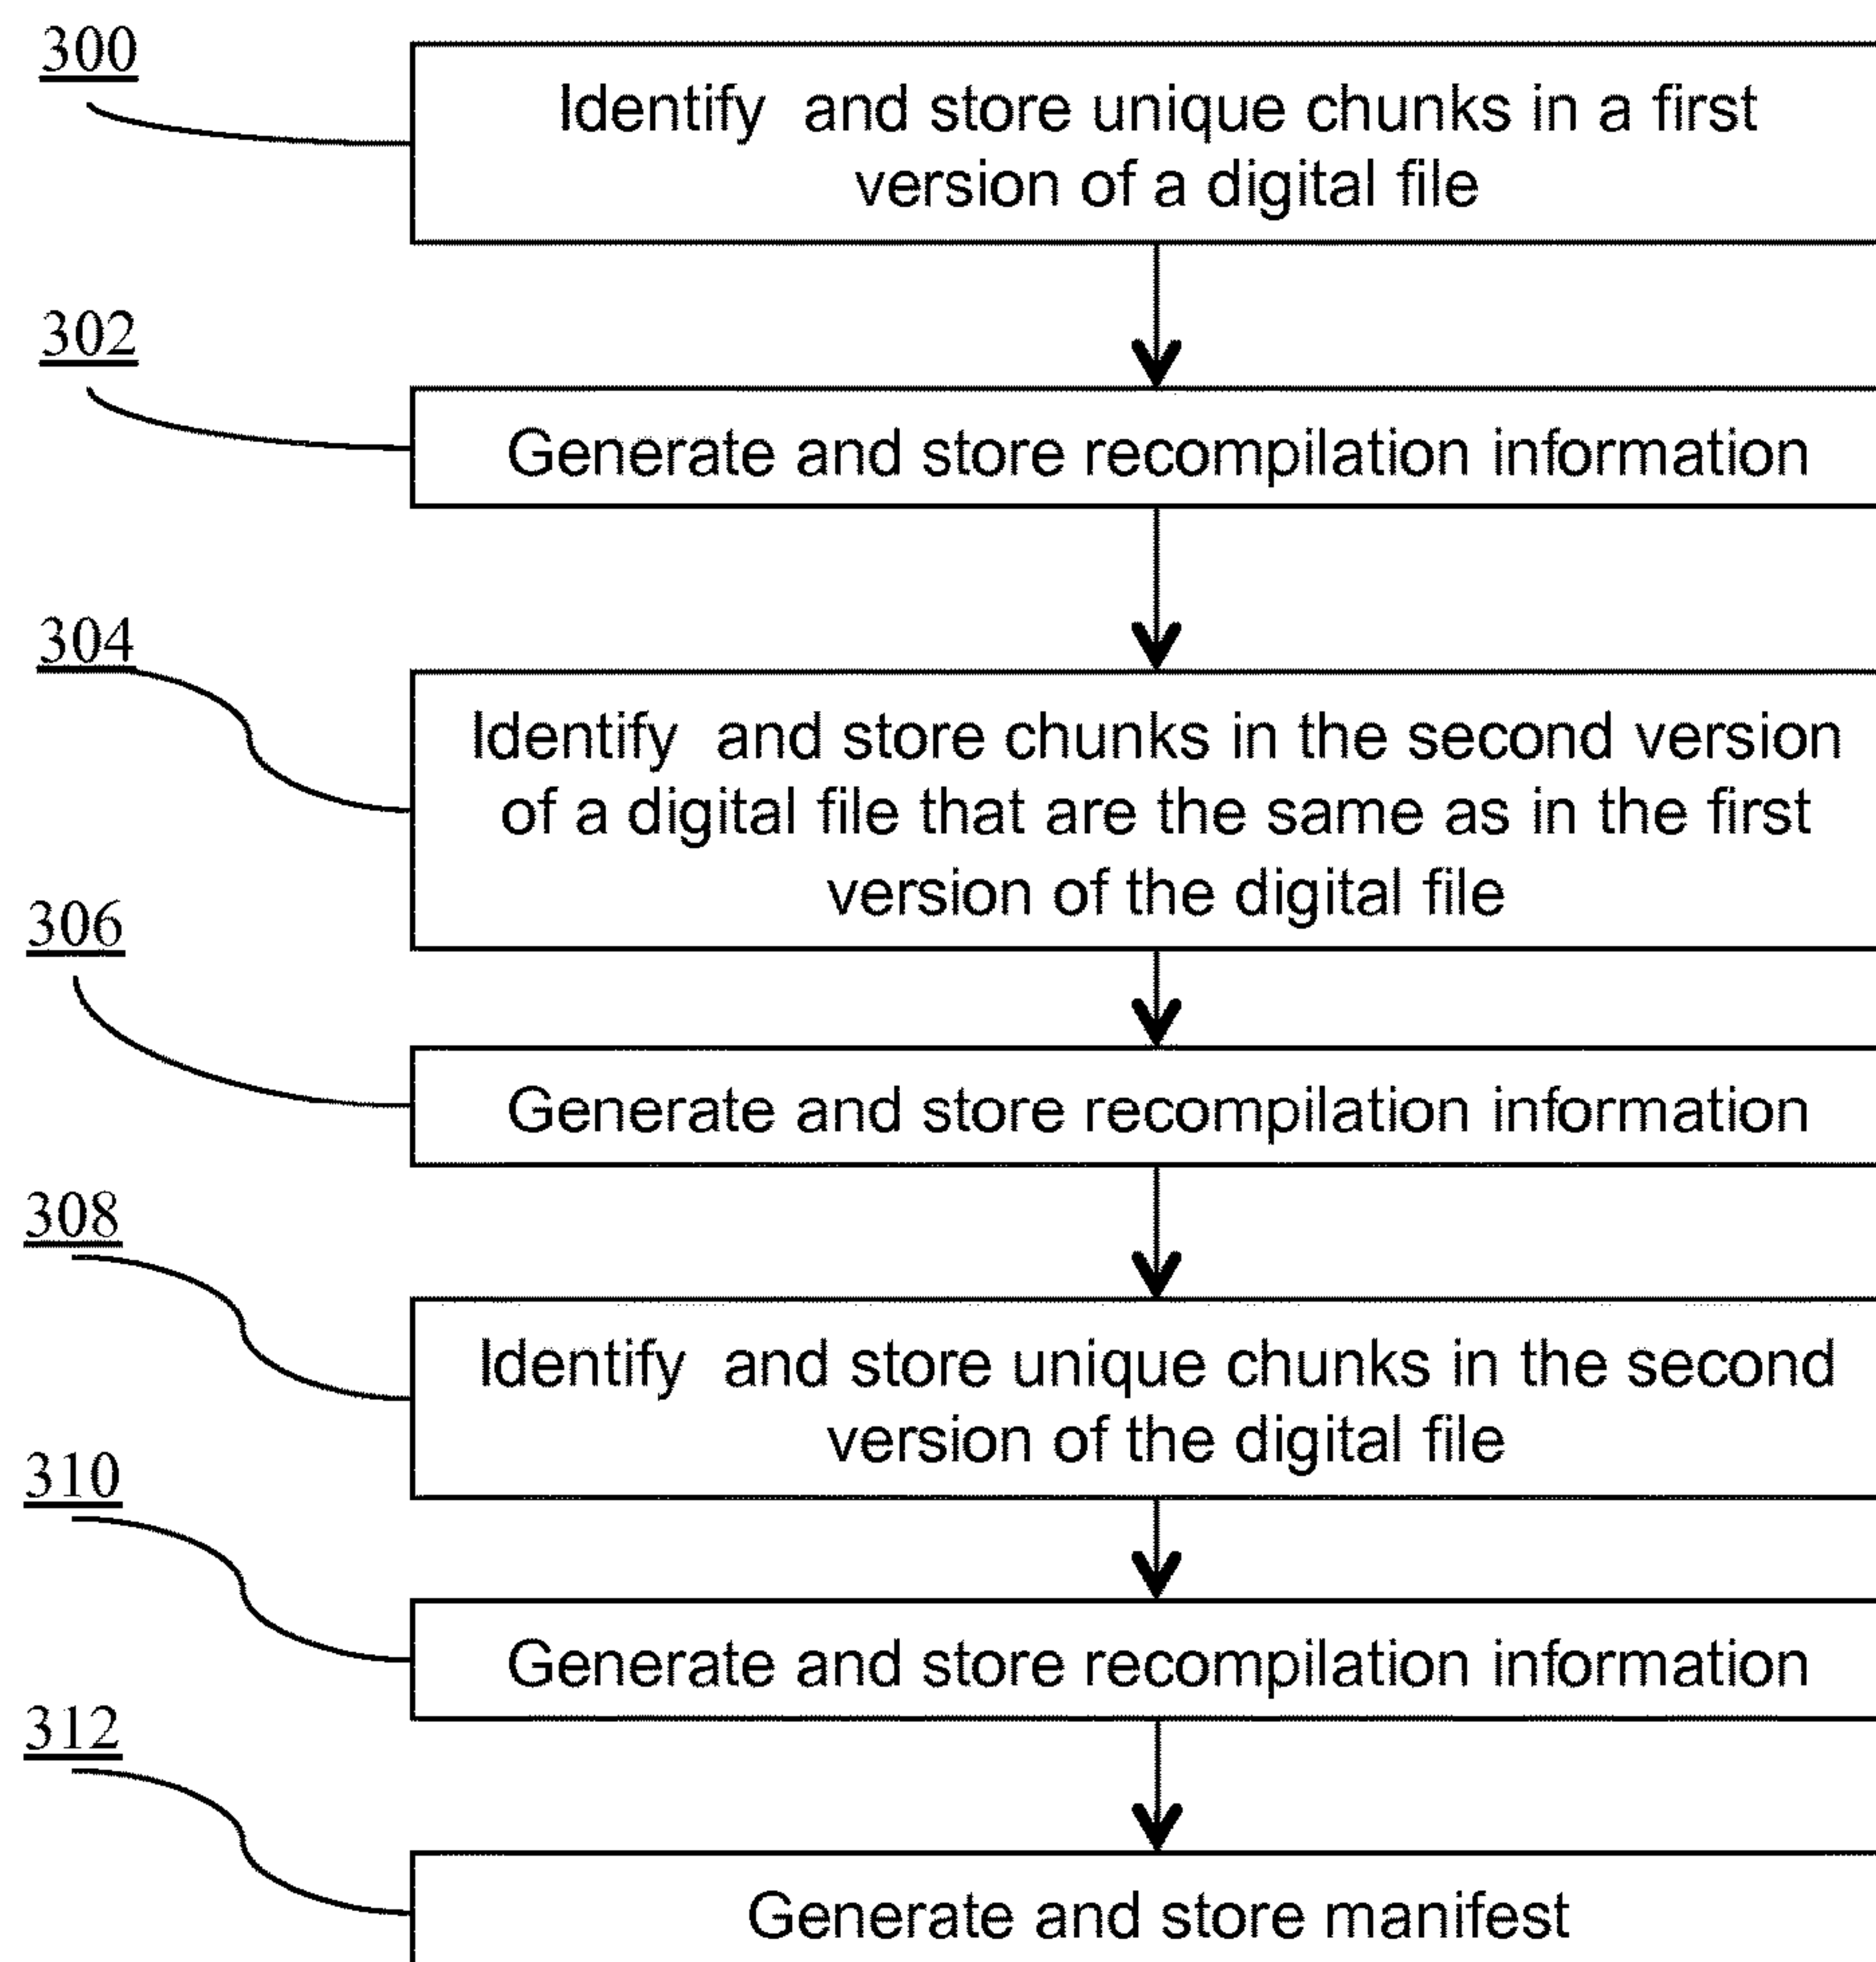 300
Identify and store unique chunks in a first
version of a digital file
302
Generate and store recompilation information
304
Identify and store chunks in the second version
of a digital file that are the same as in the first
version of the digital file
306
Generate and store recompilation information
308
Identify and store unique chunks in the second
version of the digital file
310
Generate and store recompilation information
312
Generate and store manifest